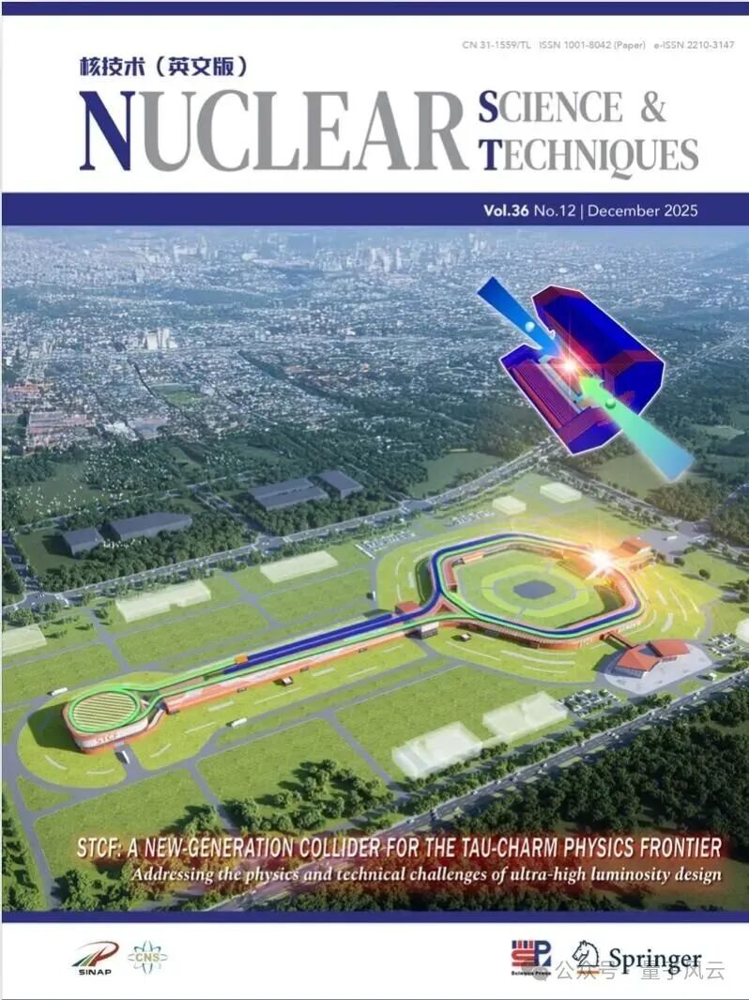 CN 31-1559/TL ISSN 1001-8042 (Paper) e-ISSN 2210-3147
核技术（英文版）
NUCLEAR SCIENCE & TECHNIQUES
Vol.36 No.12 | December 2025
STCF
STCF: A NEW-GENERATION COLLIDER FOR THE TAU-CHARM PHYSICS FRONTIER
Addressing the physics and technical challenges of ultra-high luminosity design
SINAP
CNS
Science Press
Springer
公众号 · 量子风云